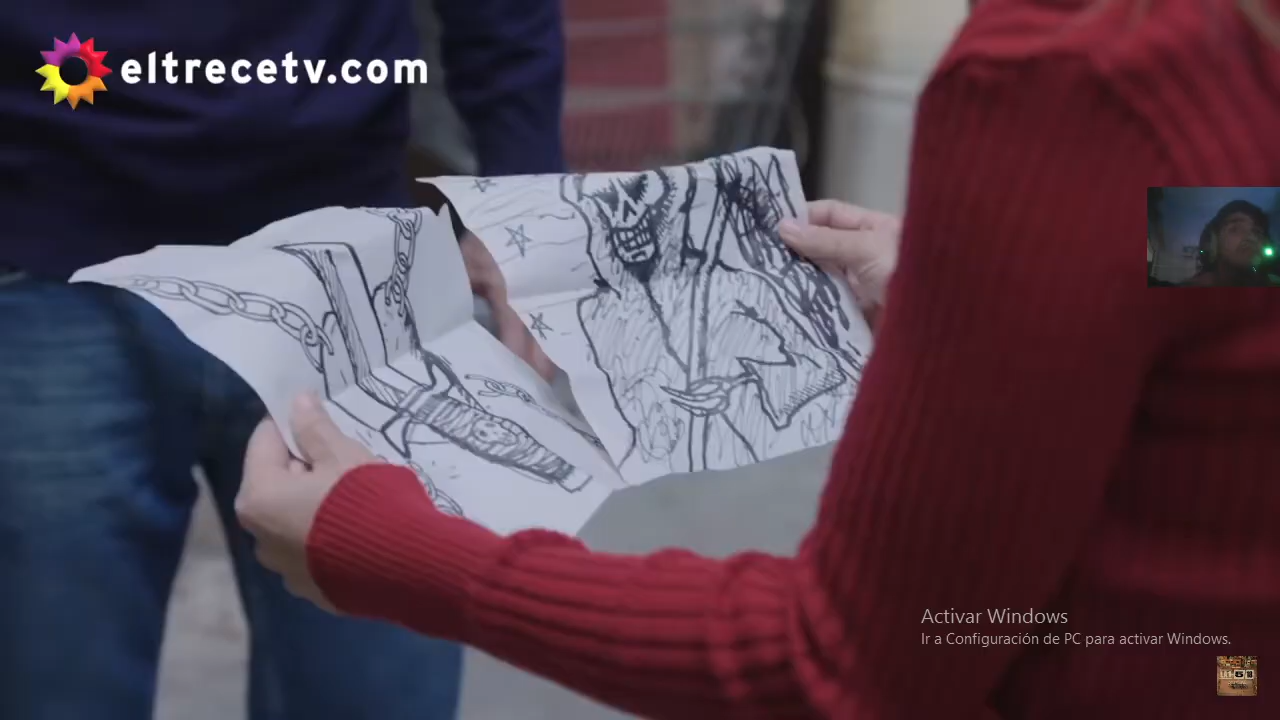 eltrecetv.com
Activar Windows
Ir a Configuración de PC para activar Windows.